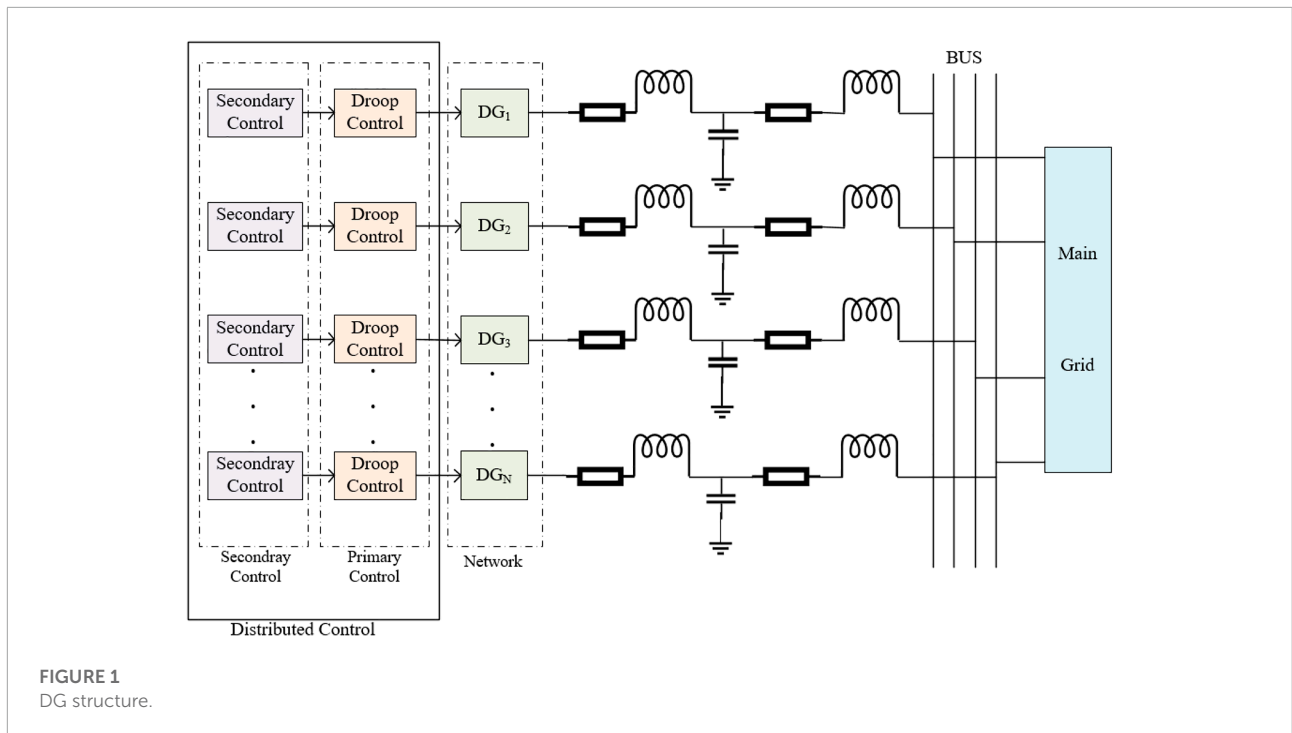 BUS
Secondary
Control
Droop
Control
DG1
Secondary
Control
Droop
Control
DG2
Main
Secondary
Control
Droop
Control
DG3
Grid
Secondray
Control
Droop
Control
DGN
Secondray
Control
Primary
Control
Network
Distributed Control
FIGURE 1
DG structure.